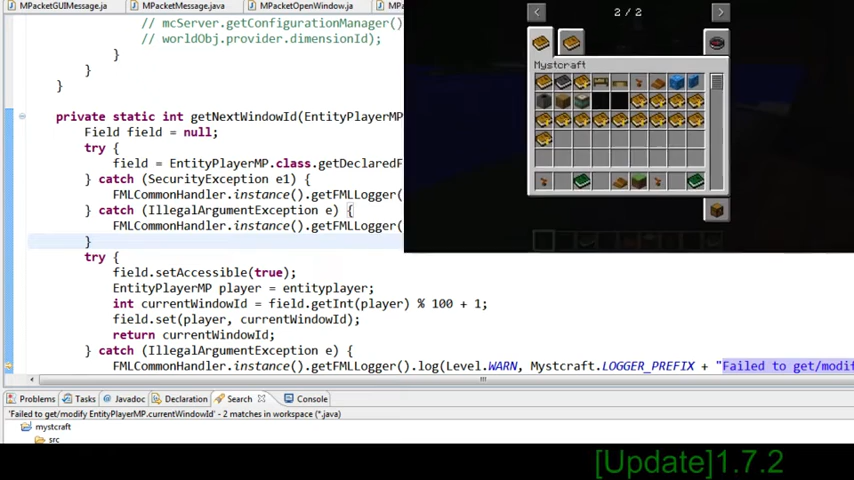 MPacketGUIMessage.ja
MPacketMessage.java
MPacketOpenWindow.ja
// mcServer.getConfigurationManager()
// worldObj.provider.dimensionId);
}
}
}
private static int getNextWindowId(EntityPlayerMP
Field field = null;
try {
field = EntityPlayerMP.class.getDeclaredF
} catch (SecurityException e1) {
FMLCommonHandler.instance().getFMLLogger(
} catch (IllegalArgumentException e) {
FMLCommonHandler.instance().getFMLLogger(
}
try {
field.setAccessible(true);
EntityPlayerMP player = entityplayer;
int currentWindowId = field.getInt(player) % 100 + 1;
field.set(player, currentWindowId);
return currentWindowId;
} catch (IllegalArgumentException e) {
FMLCommonHandler.instance().getFMLLogger().log(Level.WARN, Mystcraft.LOGGER_PREFIX + "Failed to get/modif
2 / 2
Mystcraft
Problems Tasks Javadoc Declaration Search Console
'Failed to get/modify EntityPlayerMP.currentWindowId' - 2 matches in workspace (*.java)
mystcraft
src
[Update]1.7.2